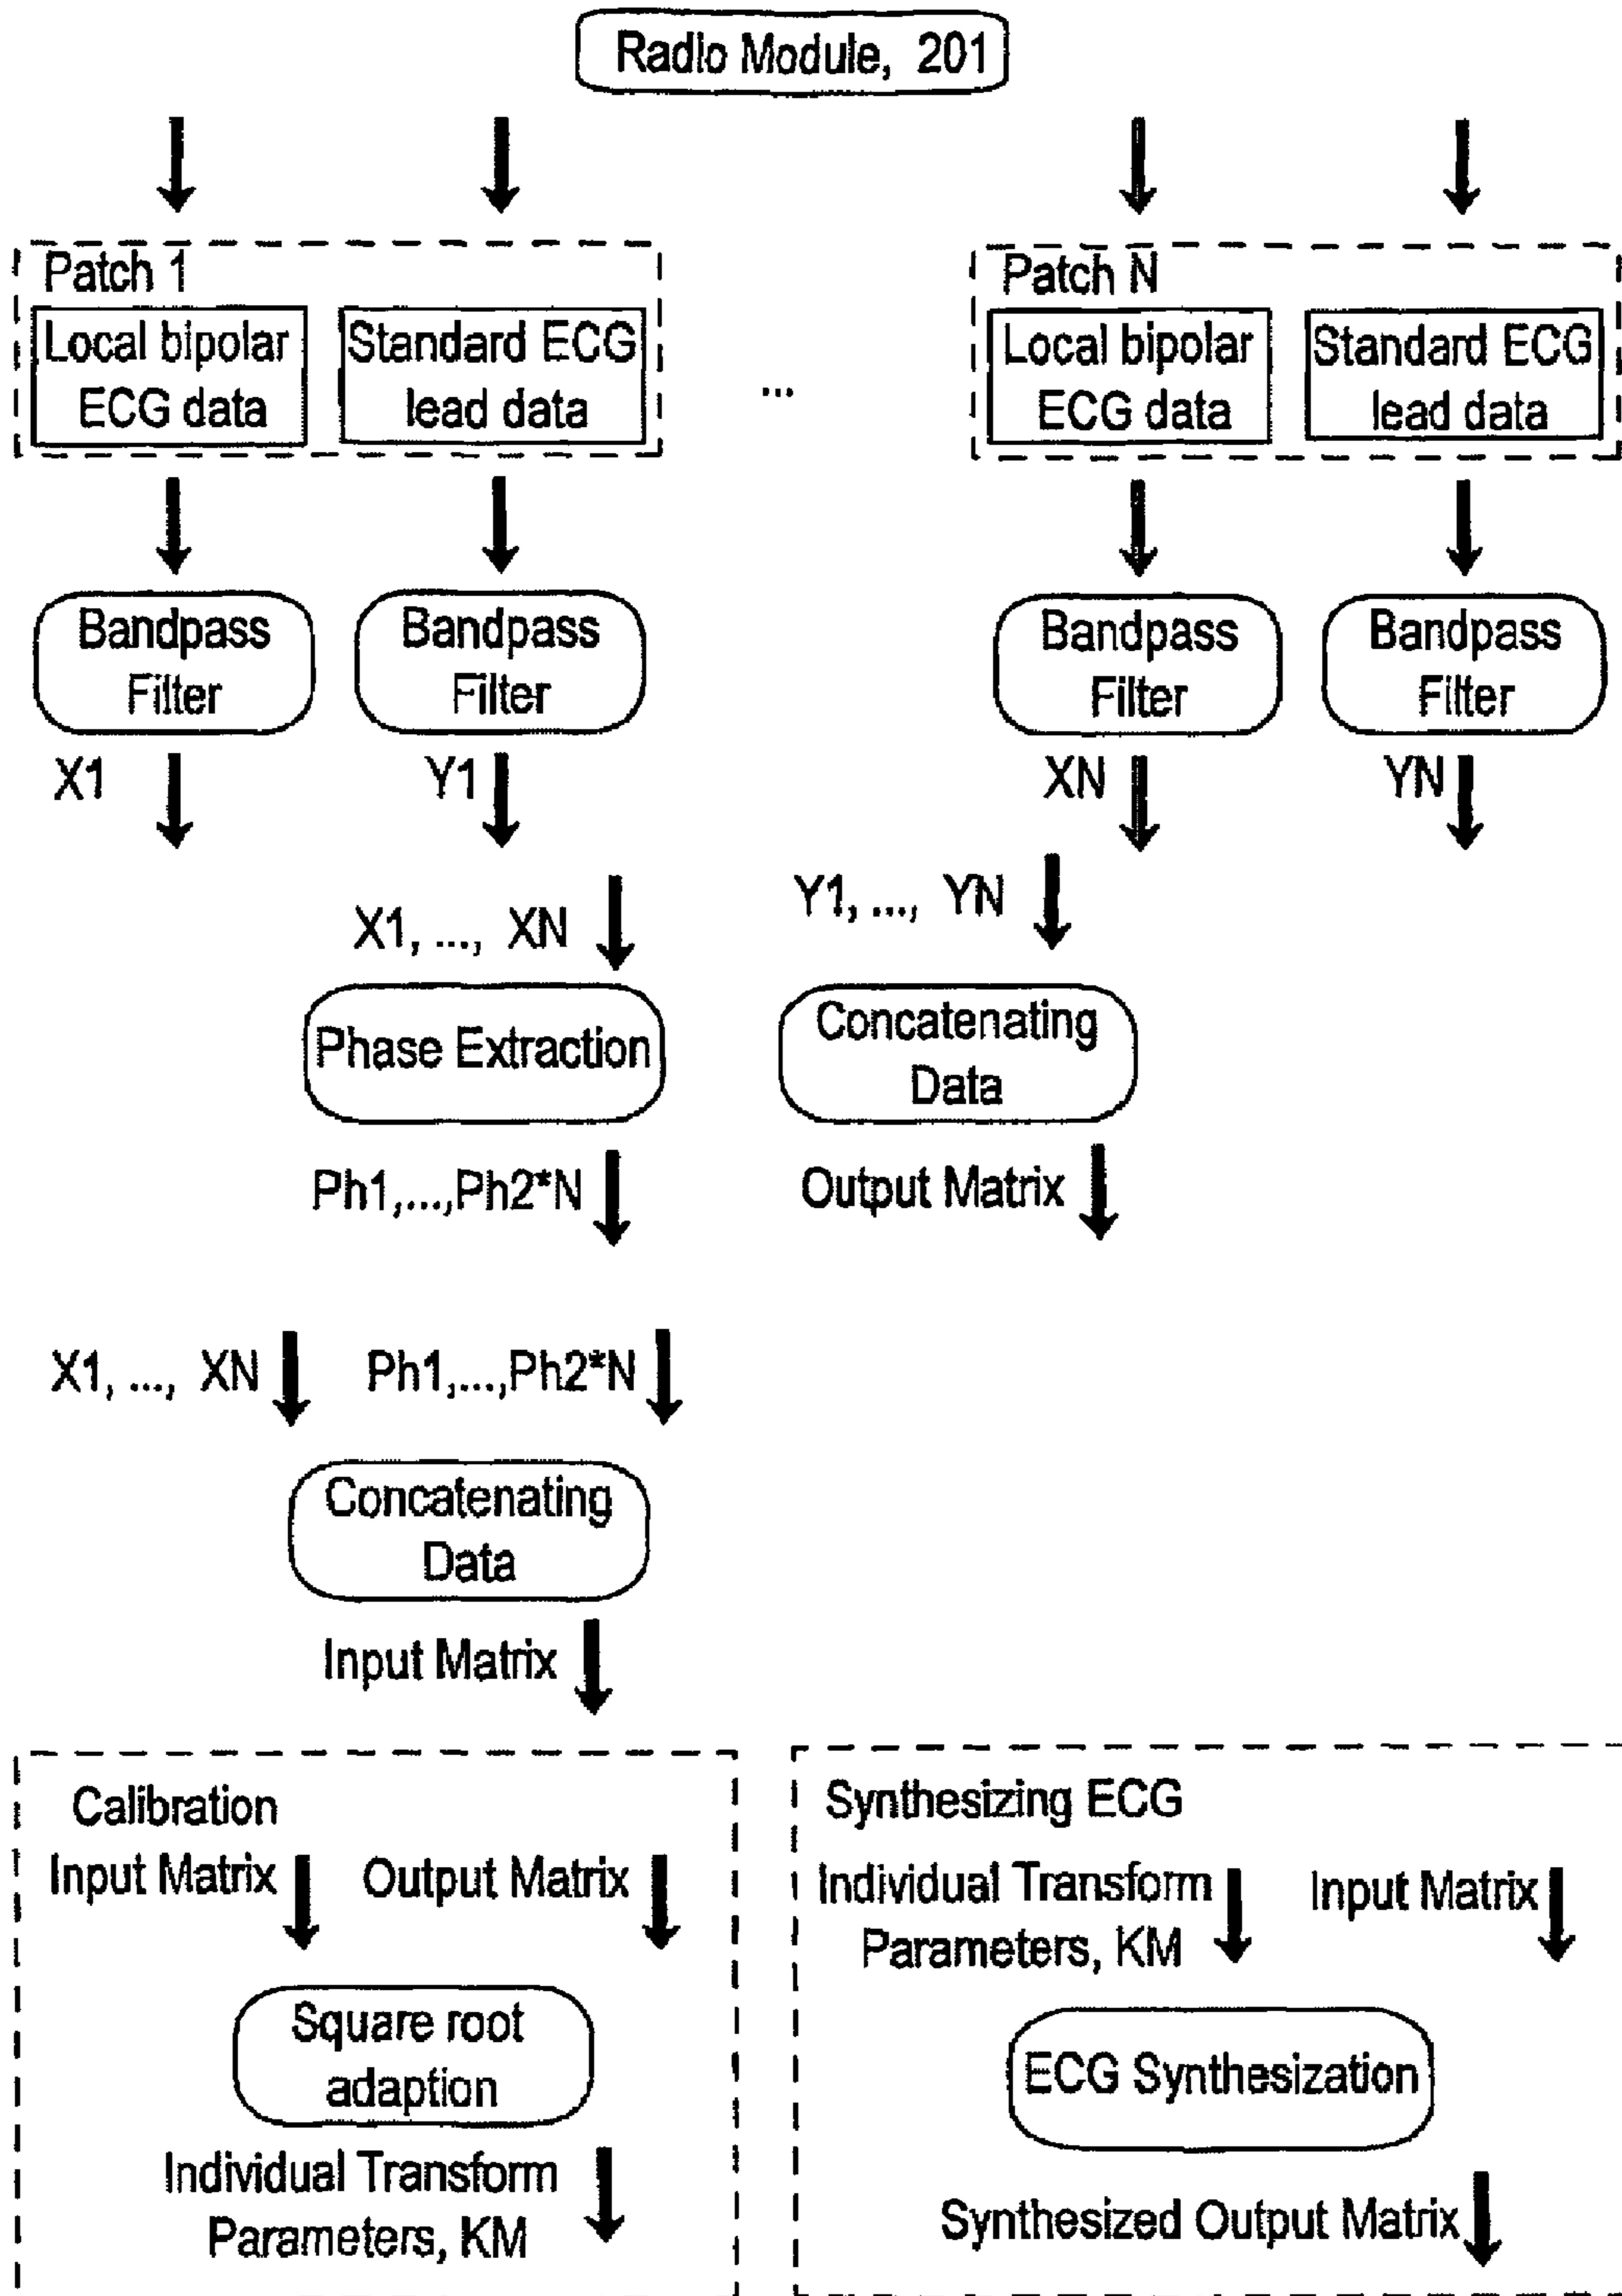 Radio Module, 201
Patch 1
Local bipolar
ECG data
Standard ECG
lead data
...
Patch N
Local bipolar
ECG data
Standard ECG
lead data
Bandpass
Filter
Bandpass
Filter
Bandpass
Filter
Bandpass
Filter
X1
Y1
XN
YN
X1, ..., XN
Y1, ..., YN
Phase Extraction
Concatenating
Data
Ph1,...,Ph2*N
Output Matrix
X1, ..., XN
Ph1,...,Ph2*N
Concatenating
Data
Input Matrix
Calibration
Input Matrix
Output Matrix
Square root
adaption
Individual Transform
Parameters, KM
Synthesizing ECG
Individual Transform
Parameters, KM
Input Matrix
ECG Synthesization
Synthesized Output Matrix